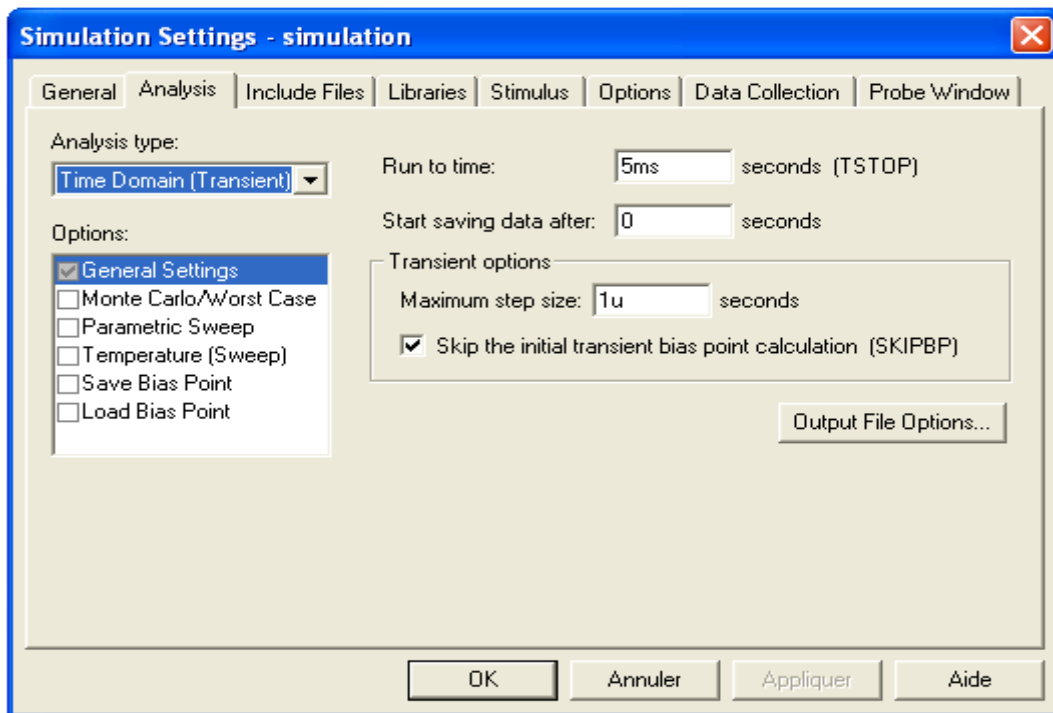 Simulation Settings - simulation
General Analysis Include Files Libraries Stimulus Options Data Collection Probe Window
Analysis type:
Time Domain (Transient)
Options:
General Settings
Monte Carlo/Worst Case
Parametric Sweep
Temperature (Sweep)
Save Bias Point
Load Bias Point
Run to time: 5ms seconds (TSTOP)
Start saving data after: 0 seconds
Transient options
Maximum step size: 1u seconds
Skip the initial transient bias point calculation (SKIPBP)
Output File Options...
OK Annuler Appliquer Aide